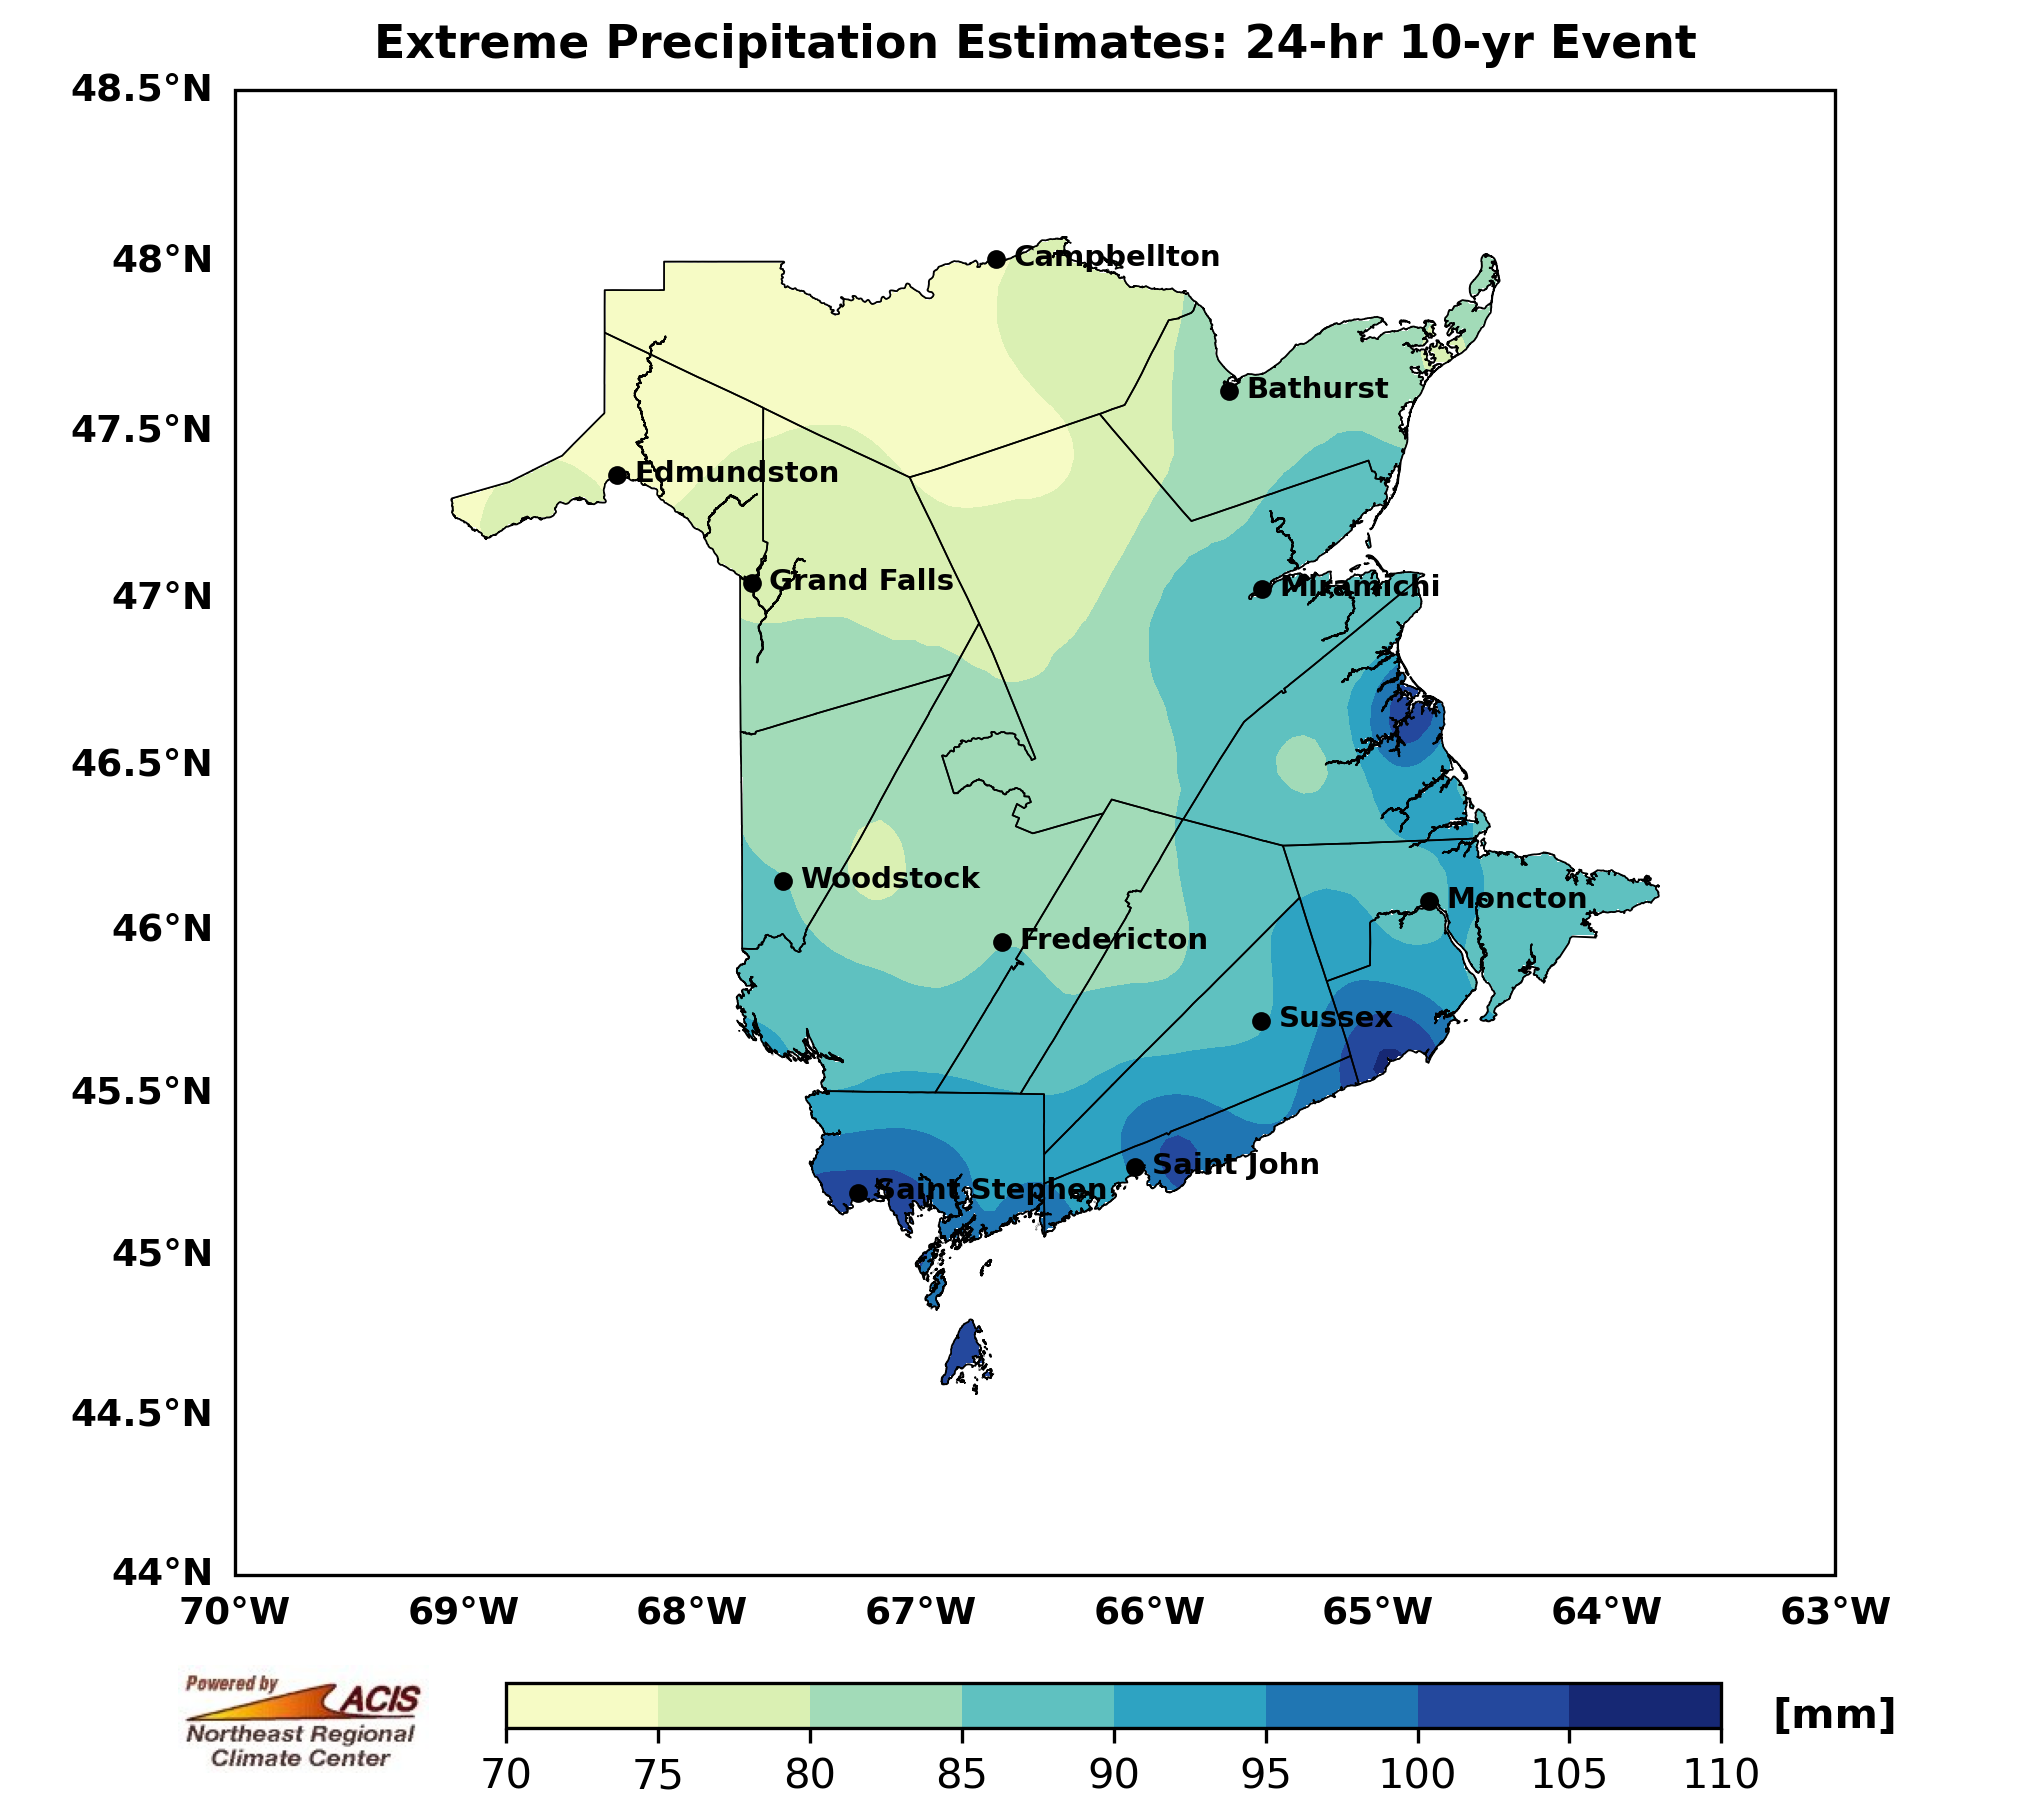 Extreme Precipitation Estimates: 24-hr 10-yr Event
48.5°N
48°N
47.5°N
47°N
46.5°N
46°N
45.5°N
45°N
44.5°N
44°N
Campbellton
Bathurst
Edmundston
Grand Falls
Miramichi
Woodstock
Moncton
Fredericton
Sussex
Saint John
Saint Stephen
70°W 69°W 68°W 67°W 66°W 65°W 64°W 63°W
Powered by
ACIS
Northeast Regional
Climate Center
[mm]
70 75 80 85 90 95 100 105 110